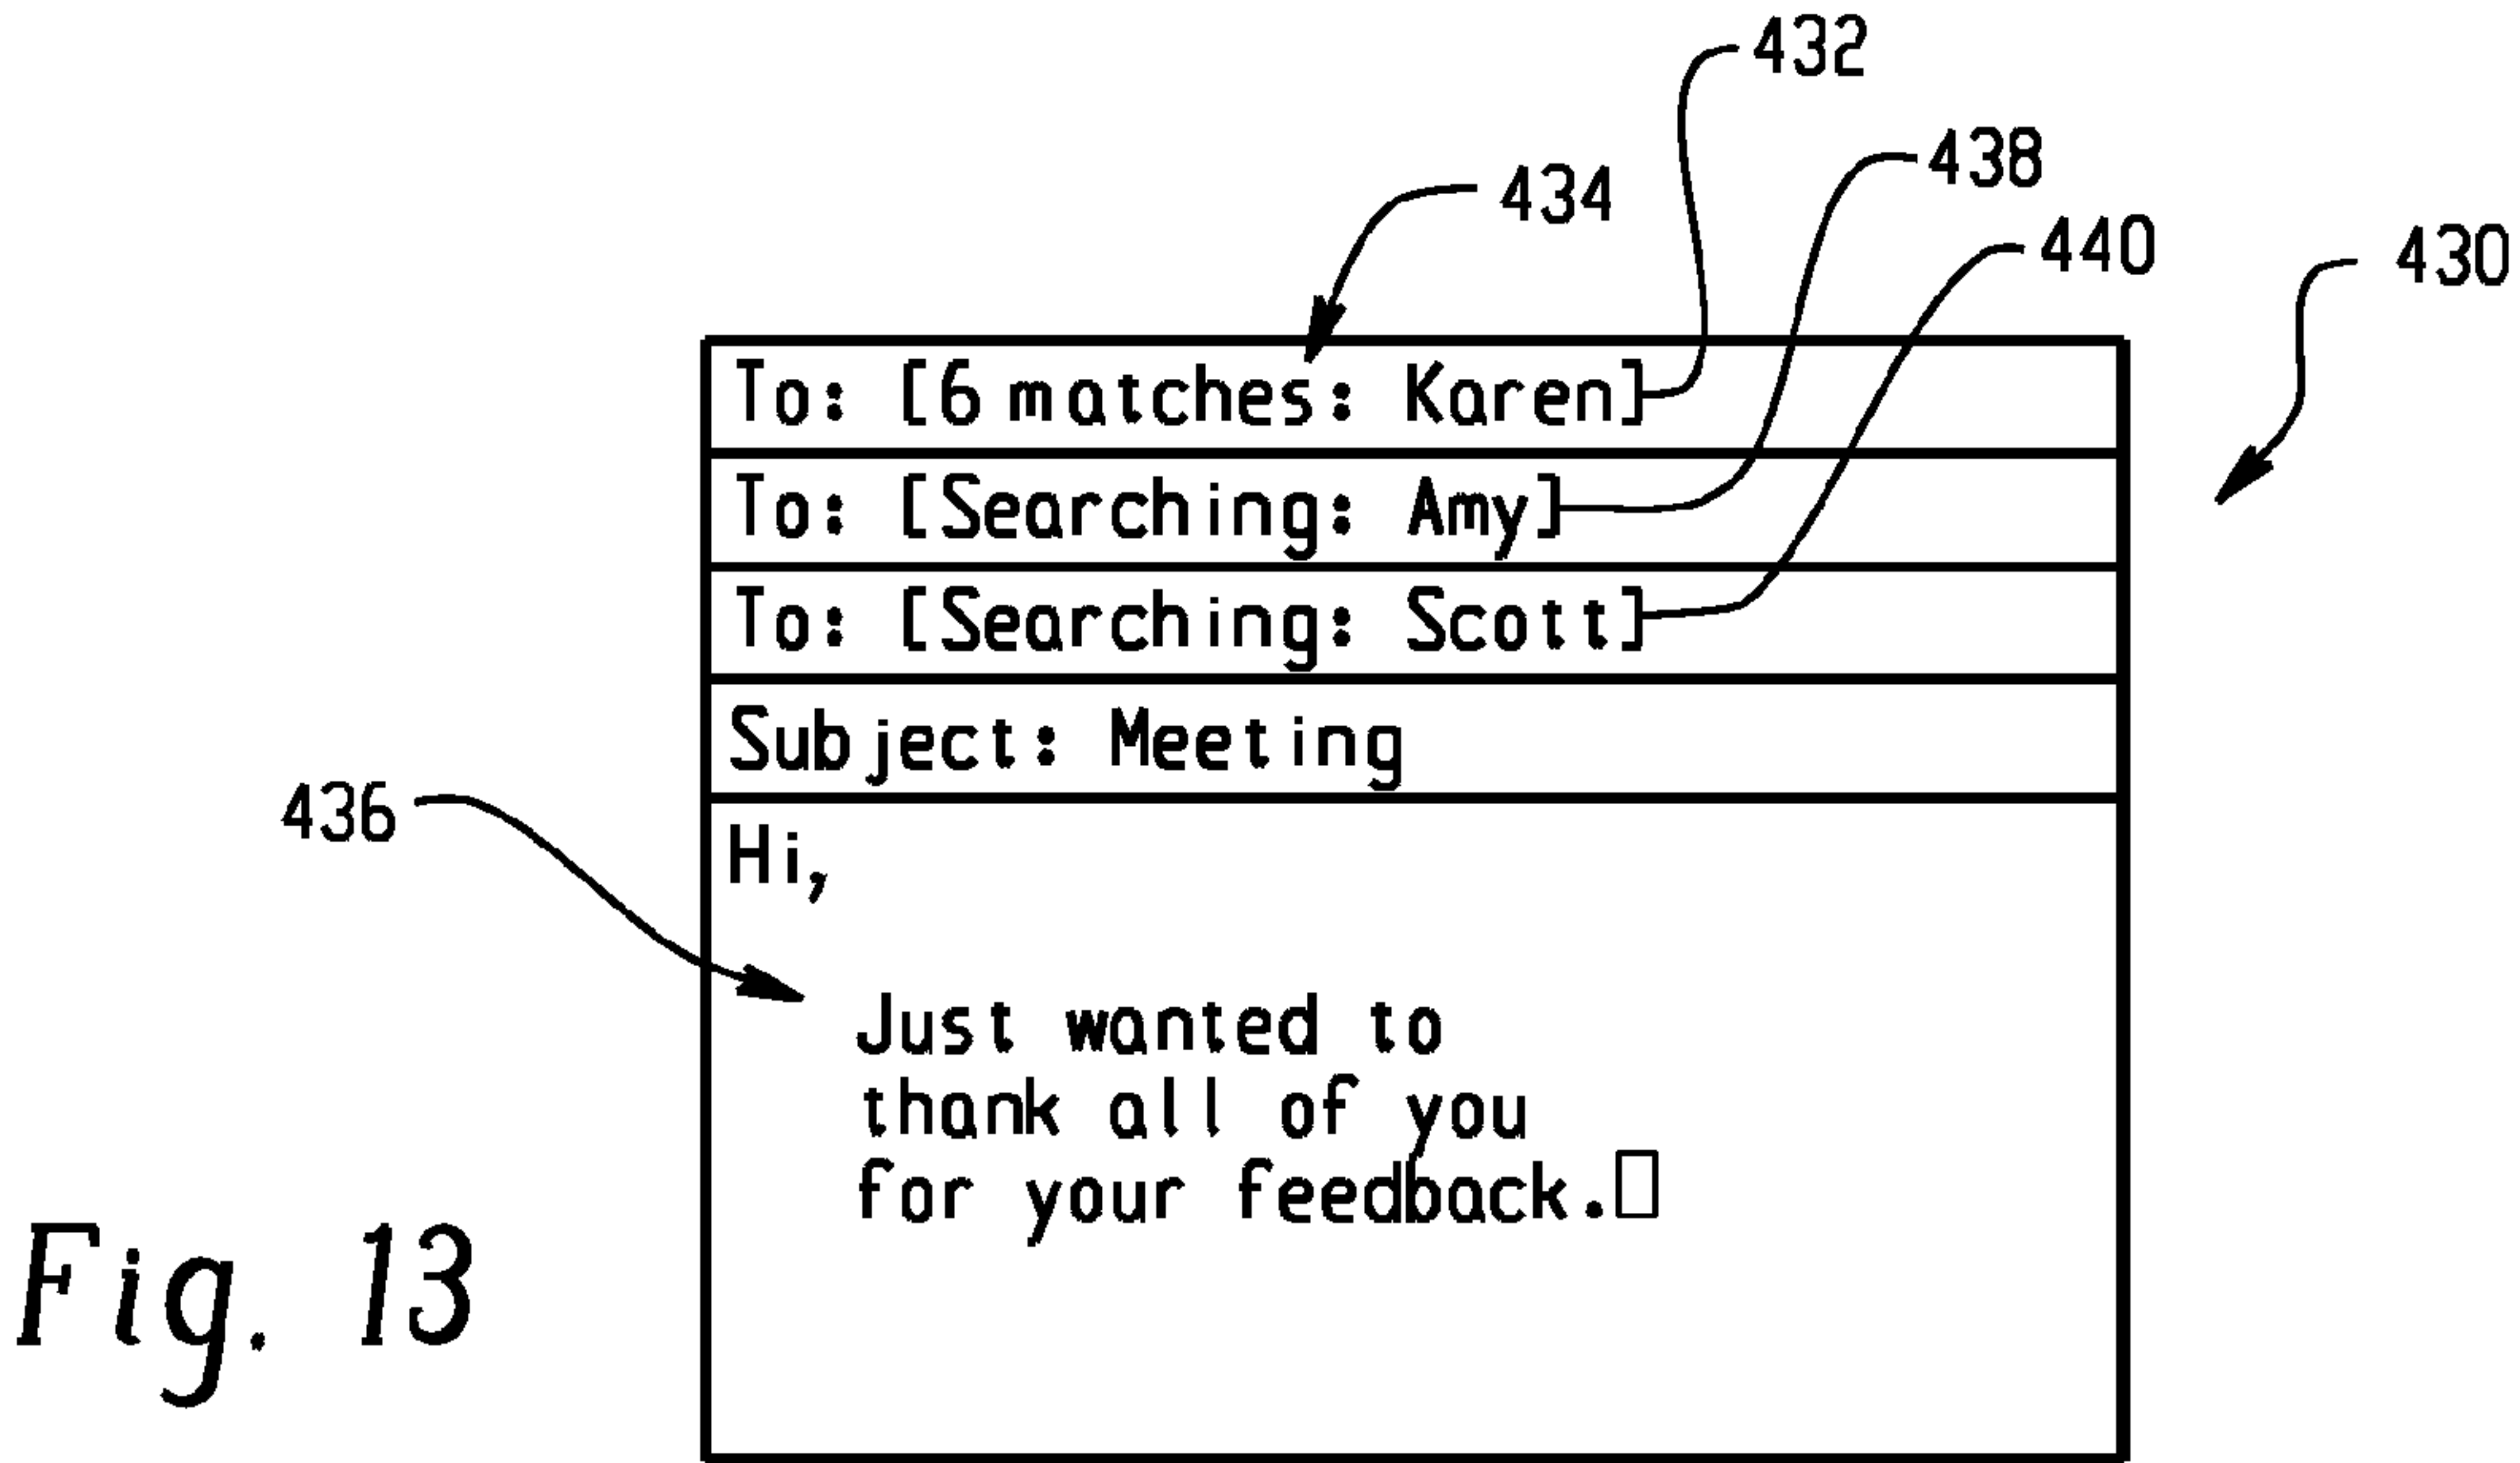 432
438
434
440
430
To: [6 matches: Karen]
To: [Searching: Amy]
To: [Searching: Scott]
Subject: Meeting
436
Hi,
Just wanted to
thank all of you
for your feedback.
Fig. 13